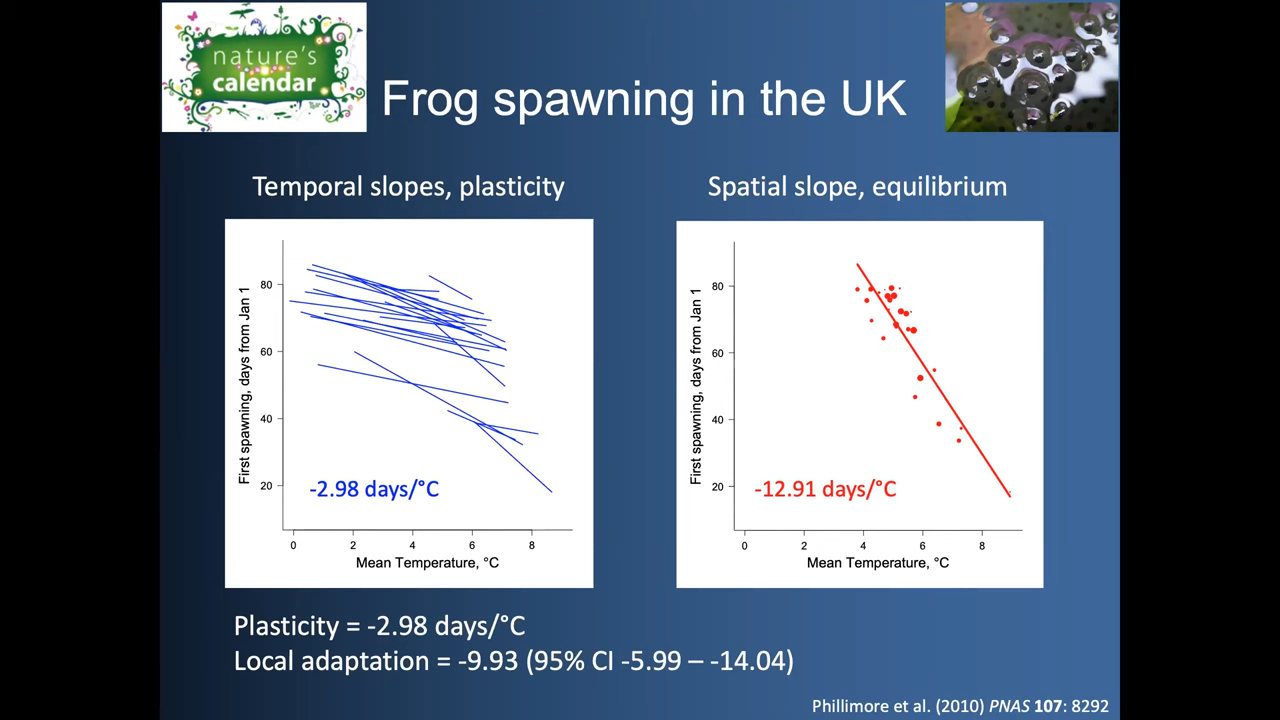 nature's
calendar
Frog spawning in the UK
Temporal slopes, plasticity
First spawning, days from Jan 1
80
60
40
20
-2.98 days/°C
0 2 4 6 8
Mean Temperature, °C
Spatial slope, equilibrium
First spawning, days from Jan 1
80
60
40
20
-12.91 days/°C
0 2 4 6 8
Mean Temperature, °C
Plasticity = -2.98 days/°C
Local adaptation = -9.93 (95% CI -5.99 – -14.04)
Phillimore et al. (2010) PNAS 107: 8292